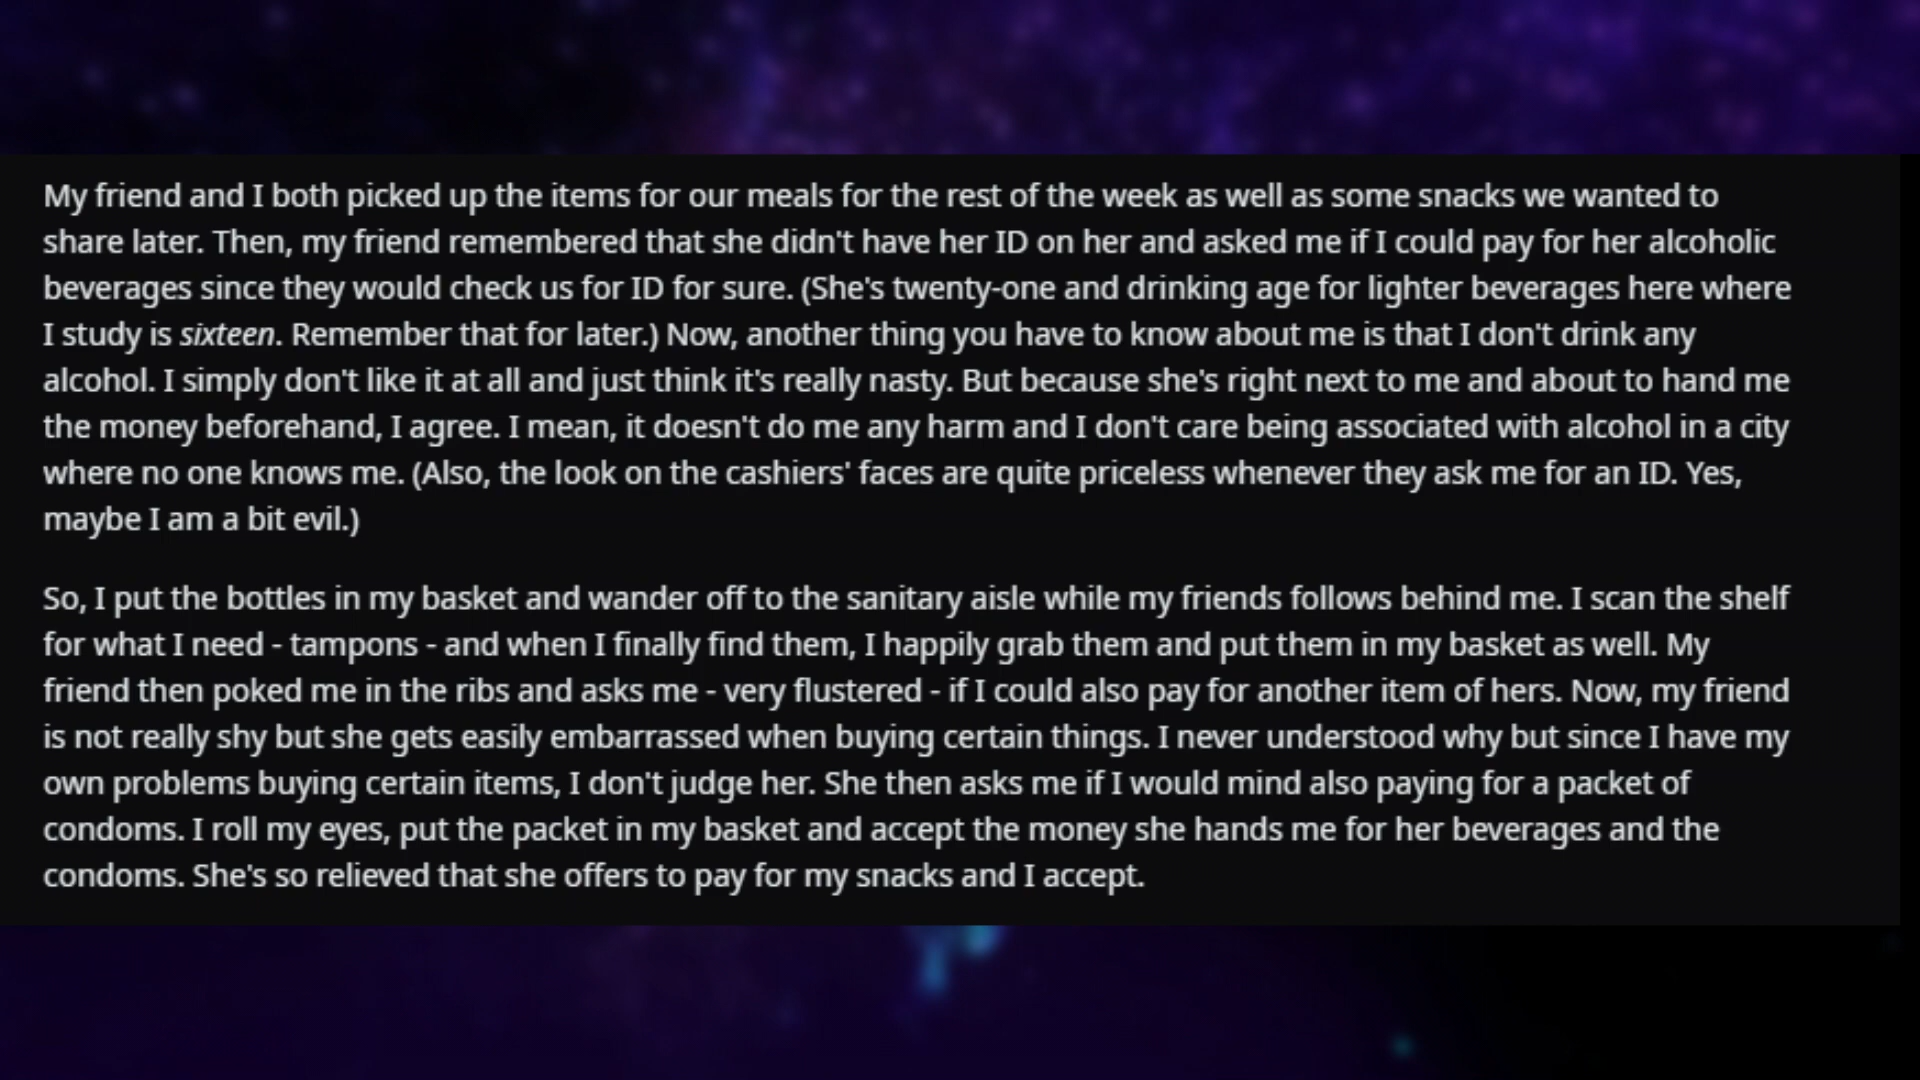 My friend and I both picked up the items for our meals for the rest of the week as well as some snacks we wanted to
share later. Then, my friend remembered that she didn't have her ID on her and asked me if I could pay for her alcoholic
beverages since they would check us for ID for sure. (She's twenty-one and drinking age for lighter beverages here where
I study is sixteen. Remember that for later.) Now, another thing you have to know about me is that I don't drink any
alcohol. I simply don't like it at all and just think it's really nasty. But because she's right next to me and about to hand me
the money beforehand, I agree. I mean, it doesn't do me any harm and I don't care being associated with alcohol in a city
where no one knows me. (Also, the look on the cashiers' faces are quite priceless whenever they ask me for an ID. Yes,
maybe I am a bit evil.)
So, I put the bottles in my basket and wander off to the sanitary aisle while my friends follows behind me. I scan the shelf
for what I need - tampons - and when I finally find them, I happily grab them and put them in my basket as well. My
friend then poked me in the ribs and asks me - very flustered - if I could also pay for another item of hers. Now, my friend
is not really shy but she gets easily embarrassed when buying certain things. I never understood why but since I have my
own problems buying certain items, I don't judge her. She then asks me if I would mind also paying for a packet of
condoms. I roll my eyes, put the packet in my basket and accept the money she hands me for her beverages and the
condoms. She's so relieved that she offers to pay for my snacks and I accept.